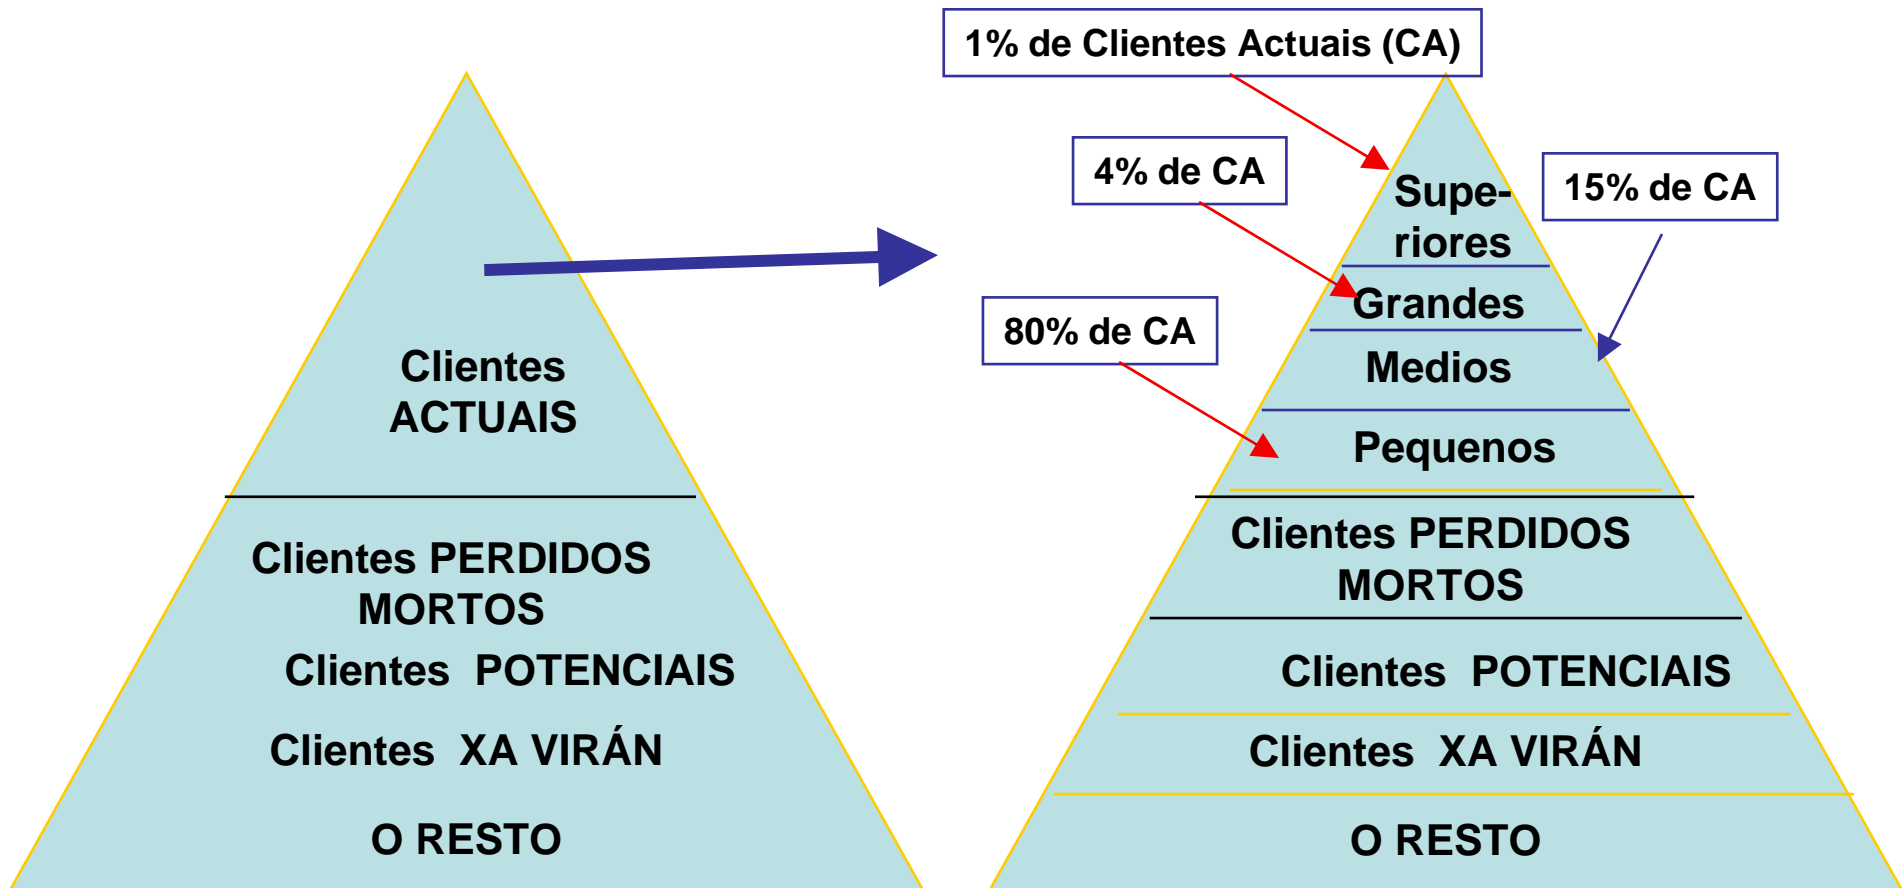 Clientes
ACTUAIS
Clientes PERDIDOS
MORTOS
Clientes POTENCIAIS
Clientes XA VIRÁN
O RESTO
1% de Clientes Actuais (CA)
4% de CA
15% de CA
80% de CA
Supe-
riores
Grandes
Medios
Pequenos
Clientes PERDIDOS
MORTOS
Clientes POTENCIAIS
Clientes XA VIRÁN
O RESTO